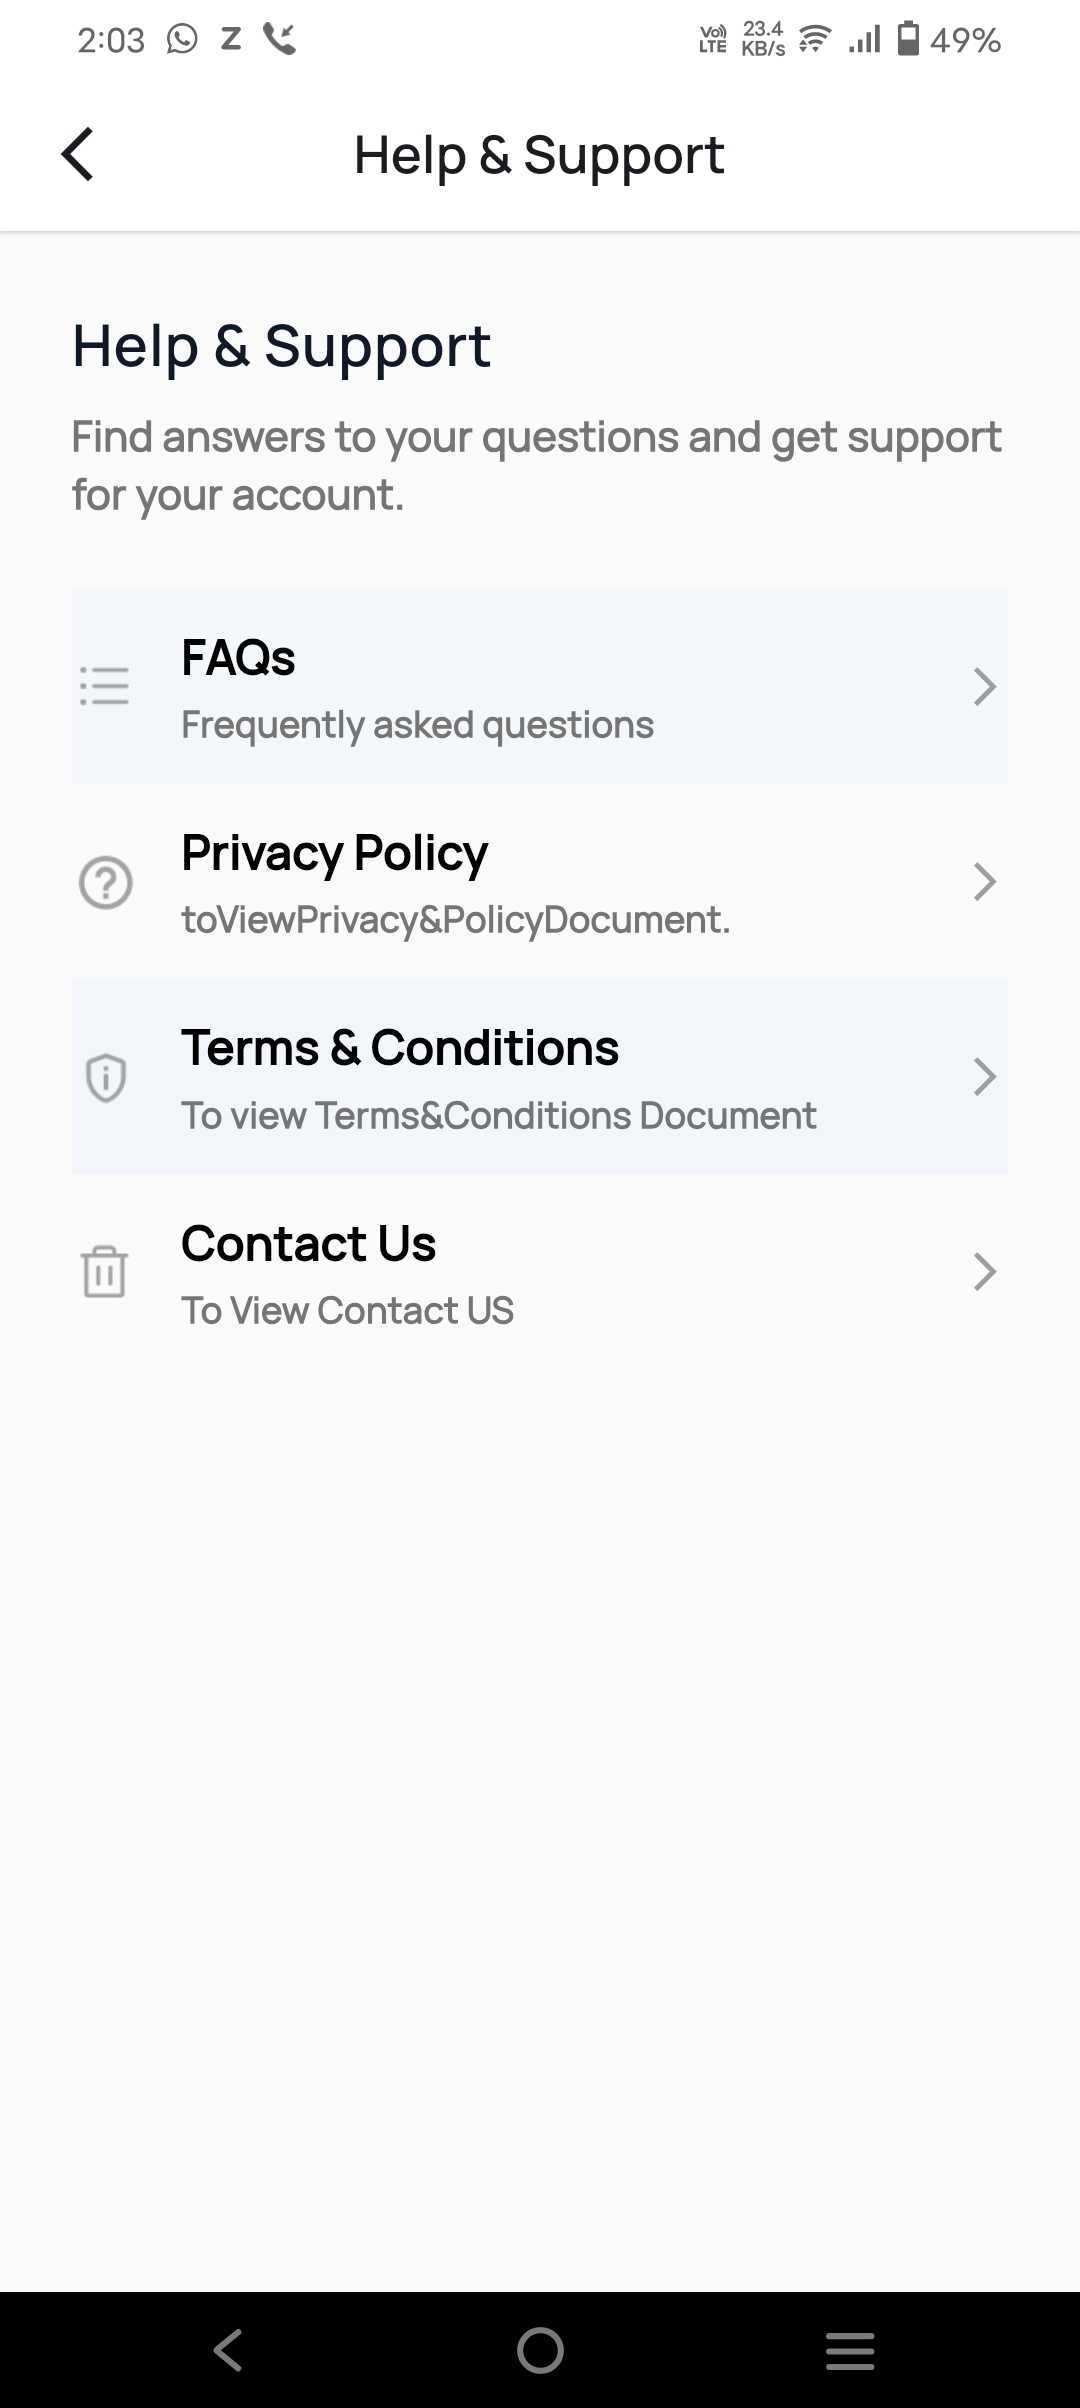 2:03 Z Vo) LTE 23.4 KB/s 49%
Help & Support
Help & Support
Find answers to your questions and get support
for your account.
FAQs
Frequently asked questions
Privacy Policy
toViewPrivacy&PolicyDocument.
Terms & Conditions
To view Terms&Conditions Document
Contact Us
To View Contact US